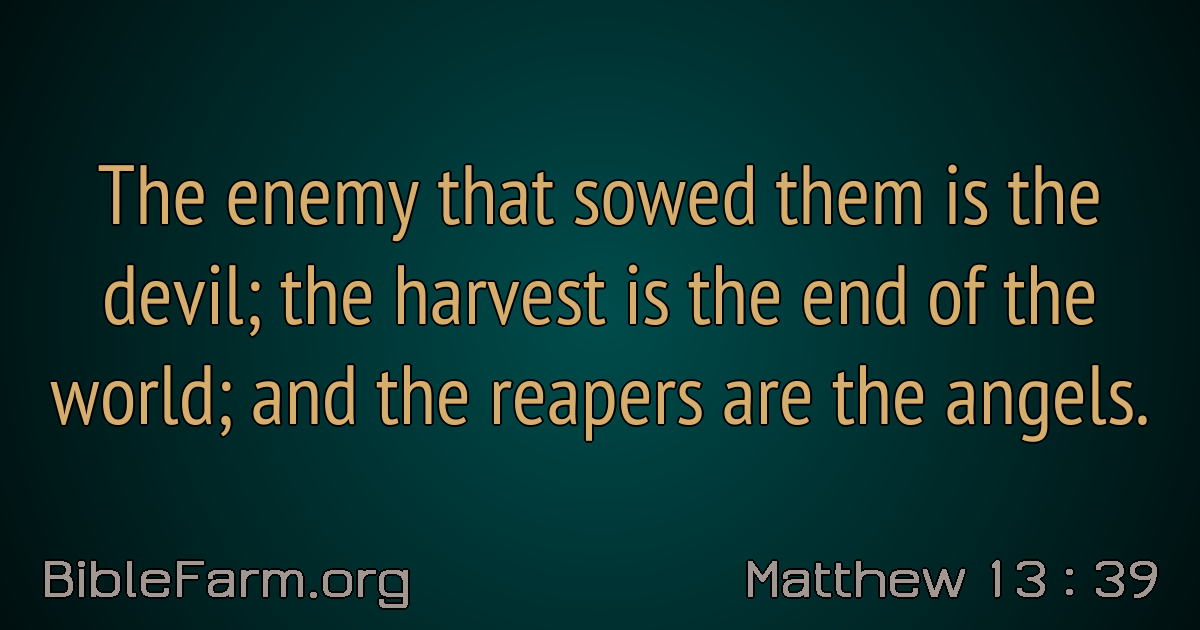 The enemy that sowed them is the
devil; the harvest is the end of the
world; and the reapers are the angels.
BibleFarm.org
Matthew 13 : 39